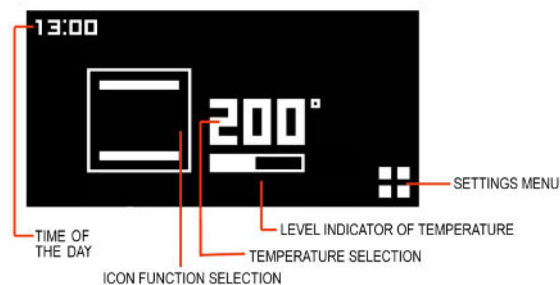 13:00
200°
SETTINGS MENU
LEVEL INDICATOR OF TEMPERATURE
TIME OF
THE DAY
TEMPERATURE SELECTION
ICON FUNCTION SELECTION